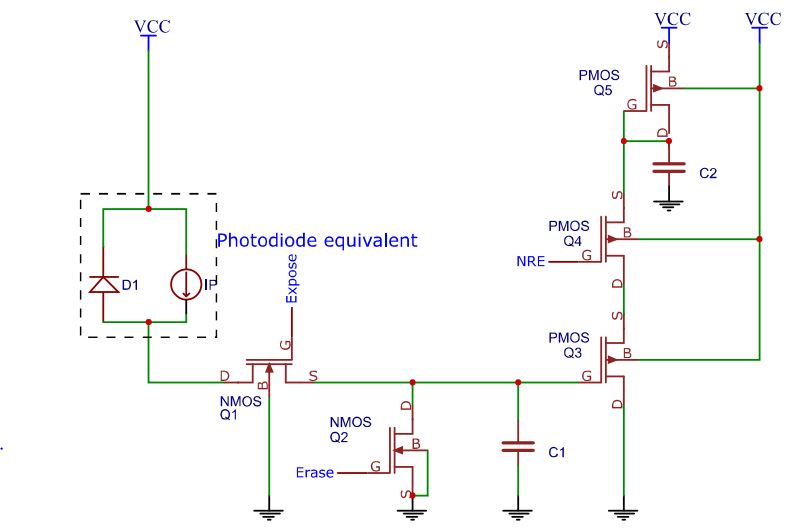 VCC
VCC
VCC
S
PMOS
Q5
B
G
D
C2
S
PMOS
Q4
B
NRE
G
D
Photodiode equivalent
D1
IP
Expose
G
S
PMOS
Q3
B
G
D
D
S
B
NMOS
Q1
D
NMOS
Q2
B
Erase
G
S
C1